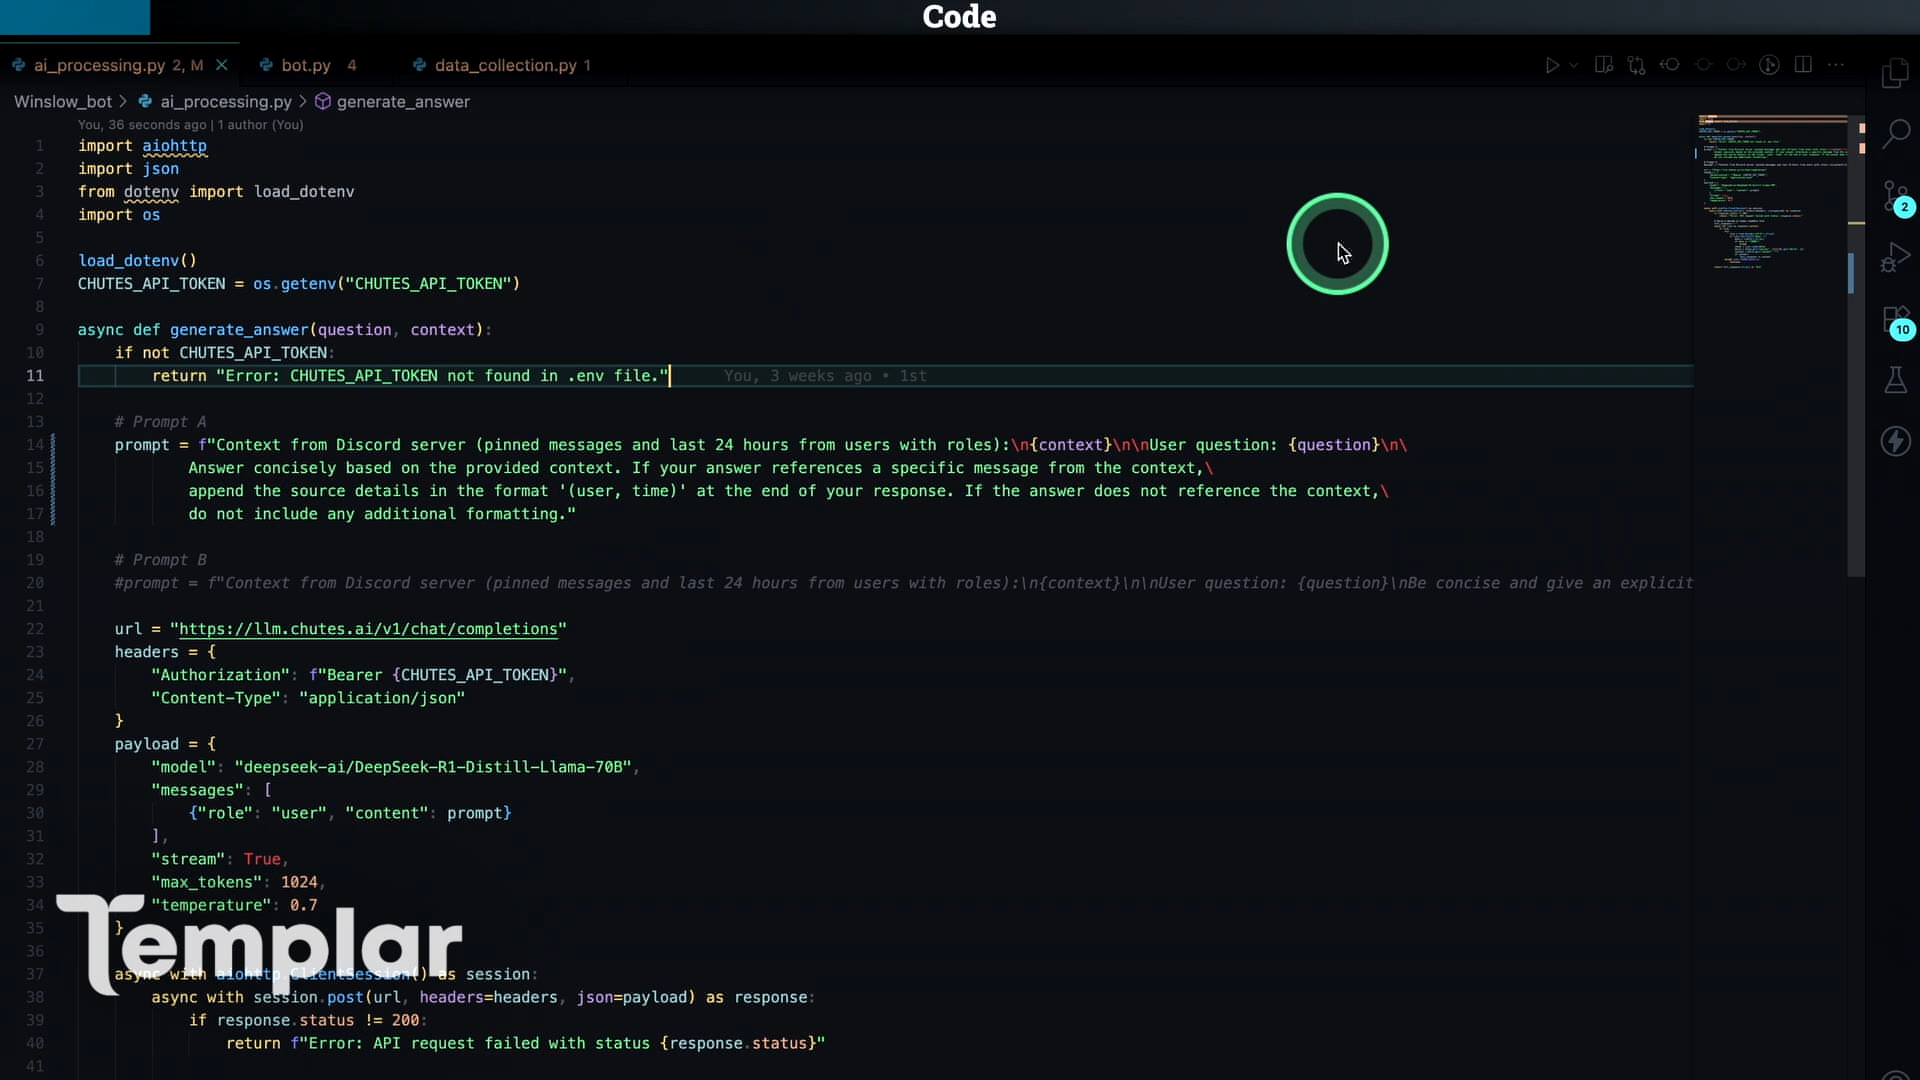 Code
ai_processing.py 2, M
bot.py 4
data_collection.py 1
Winslow_bot > ai_processing.py > generate_answer
You, 36 seconds ago | 1 author (You)
1 import aiohttp
2 import json
3 from dotenv import load_dotenv
4 import os
5
6 load_dotenv()
7 CHUTES_API_TOKEN = os.getenv("CHUTES_API_TOKEN")
8
9 async def generate_answer(question, context):
10 if not CHUTES_API_TOKEN:
11 return "Error: CHUTES_API_TOKEN not found in .env file." You, 3 weeks ago • 1st
12
13 # Prompt A
14 prompt = f"Context from Discord server (pinned messages and last 24 hours from users with roles):\n{context}\n\nUser question: {question}\n\
15 Answer concisely based on the provided context. If your answer references a specific message from the context,\
16 append the source details in the format '(user, time)' at the end of your response. If the answer does not reference the context,\
17 do not include any additional formatting."
18
19 # Prompt B
20 #prompt = f"Context from Discord server (pinned messages and last 24 hours from users with roles):\n{context}\n\nUser question: {question}\nBe concise and give an explicit
21
22 url = "https://llm.chutes.ai/v1/chat/completions"
23 headers = {
24 "Authorization": f"Bearer {CHUTES_API_TOKEN}",
25 "Content-Type": "application/json"
26 }
27 payload = {
28 "model": "deepseek-ai/DeepSeek-R1-Distill-Llama-70B",
29 "messages": [
30 {"role": "user", "content": prompt}
31 ],
32 "stream": True,
33 "max_tokens": 1024,
34 "temperature": 0.7
35 }
36
37 async with aiohttp.ClientSession() as session:
38 async with session.post(url, headers=headers, json=payload) as response:
39 if response.status != 200:
40 return f"Error: API request failed with status {response.status}"
41
Templar
2
10